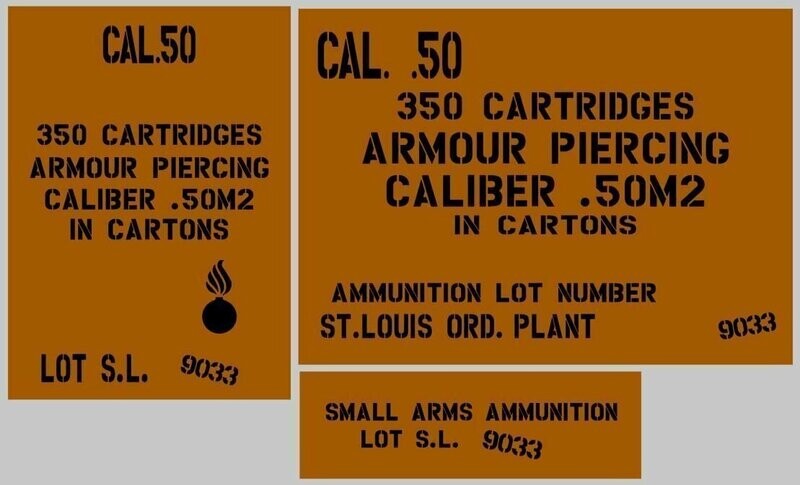 CAL.50
350 CARTRIDGES
ARMOUR PIERCING
CALIBER .50M2
IN CARTONS
LOT S.L. 9033
CAL. .50
350 CARTRIDGES
ARMOUR PIERCING
CALIBER .50M2
IN CARTONS
AMMUNITION LOT NUMBER
ST.LOUIS ORD. PLANT 9033
SMALL ARMS AMMUNITION
LOT S.L. 9033